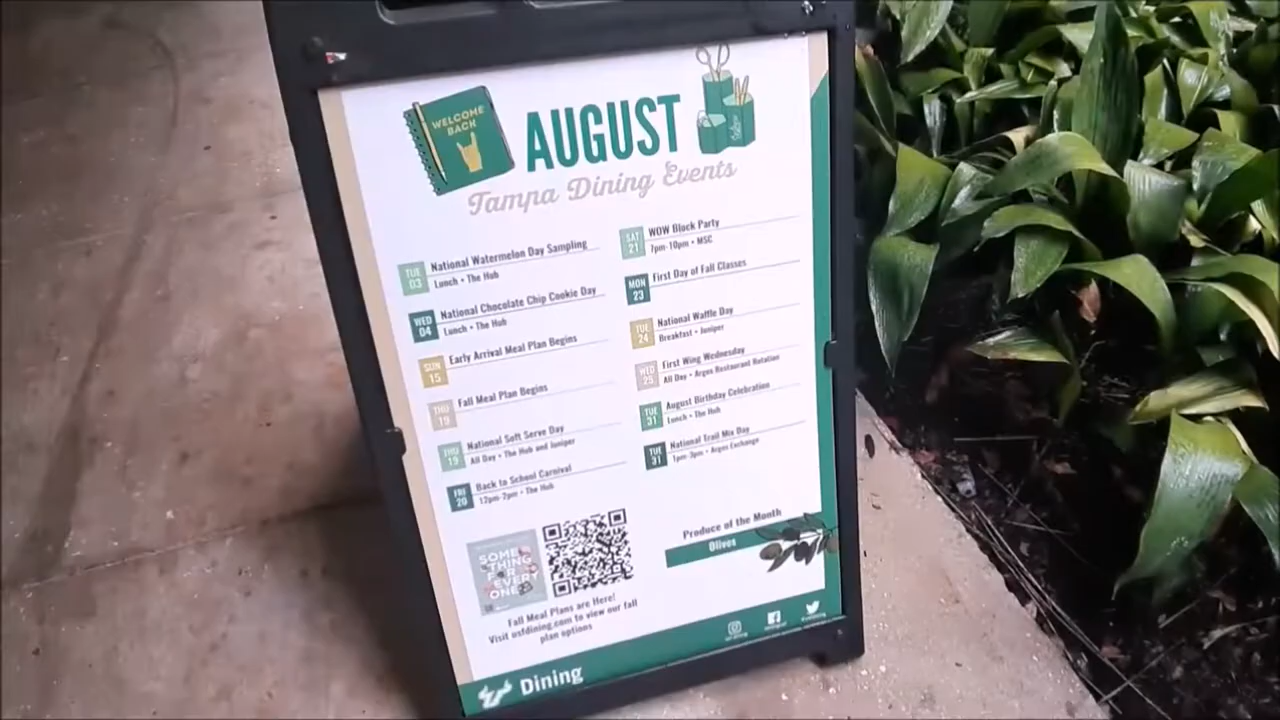 WELCOME
BACK
AUGUST
Tampa Dining Events
TUE
03
National Watermelon Day Sampling
Lunch • The Hub
WED
04
National Chocolate Chip Cookie Day
Lunch • The Hub
SUN
15
Early Arrival Meal Plan Begins
THU
19
Fall Meal Plan Begins
THU
19
National Soft Serve Day
All Day • The Hub and Juniper
FRI
20
Back to School Carnival
12pm-2pm • The Hub
SAT
21
WOW Block Party
7pm-10pm • MSC
MON
23
First Day of Fall Classes
TUE
24
National Waffle Day
Breakfast • Juniper
WED
25
First Wing Wednesday
All Day • Argos Restaurant Rotation
TUE
31
August Birthday Celebration
Lunch • The Hub
TUE
31
National Trail Mix Day
1pm-3pm • Argos Exchange
SOME
THING
FOR
EVERY
ONE
Fall Meal Plans are Here!
Visit usfdining.com to view our fall
plan options
Produce of the Month
Olives
Dining